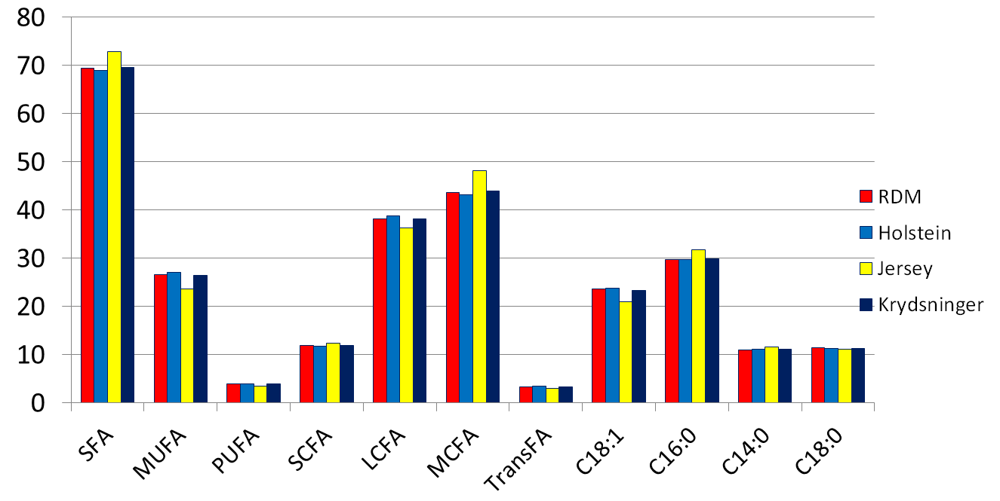 80
70
60
50
40
30
20
10
0
SFA
MUFA
PUFA
SCFA
LCFA
MCFA
TransFA
C18:1
C16:0
C14:0
C18:0
RDM
Holstein
Jersey
Krydsninger